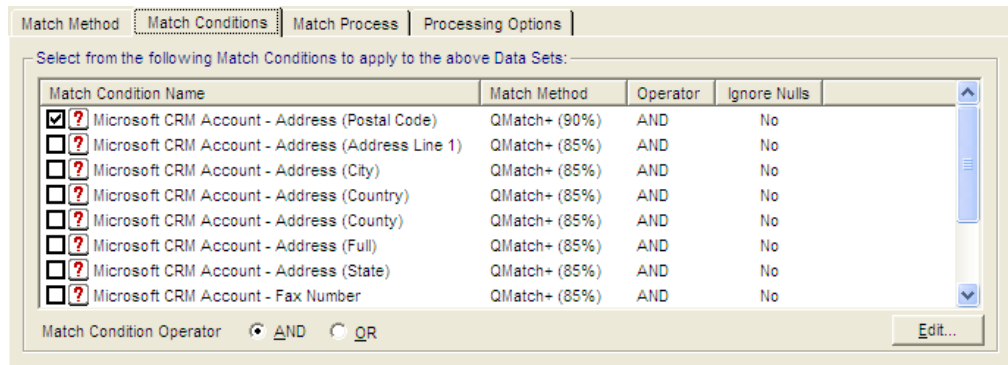 Match Method Match Conditions Match Process Processing Options
Select from the following Match Conditions to apply to the above Data Sets:
Match Condition Name Match Method Operator Ignore Nulls
? Microsoft CRM Account - Address (Postal Code) QMatch+ (90%) AND No
? Microsoft CRM Account - Address (Address Line 1) QMatch+ (85%) AND No
? Microsoft CRM Account - Address (City) QMatch+ (85%) AND No
? Microsoft CRM Account - Address (Country) QMatch+ (85%) AND No
? Microsoft CRM Account - Address (County) QMatch+ (85%) AND No
? Microsoft CRM Account - Address (Full) QMatch+ (85%) AND No
? Microsoft CRM Account - Address (State) QMatch+ (85%) AND No
? Microsoft CRM Account - Fax Number QMatch+ (85%) AND No
Match Condition Operator AND OR Edit...